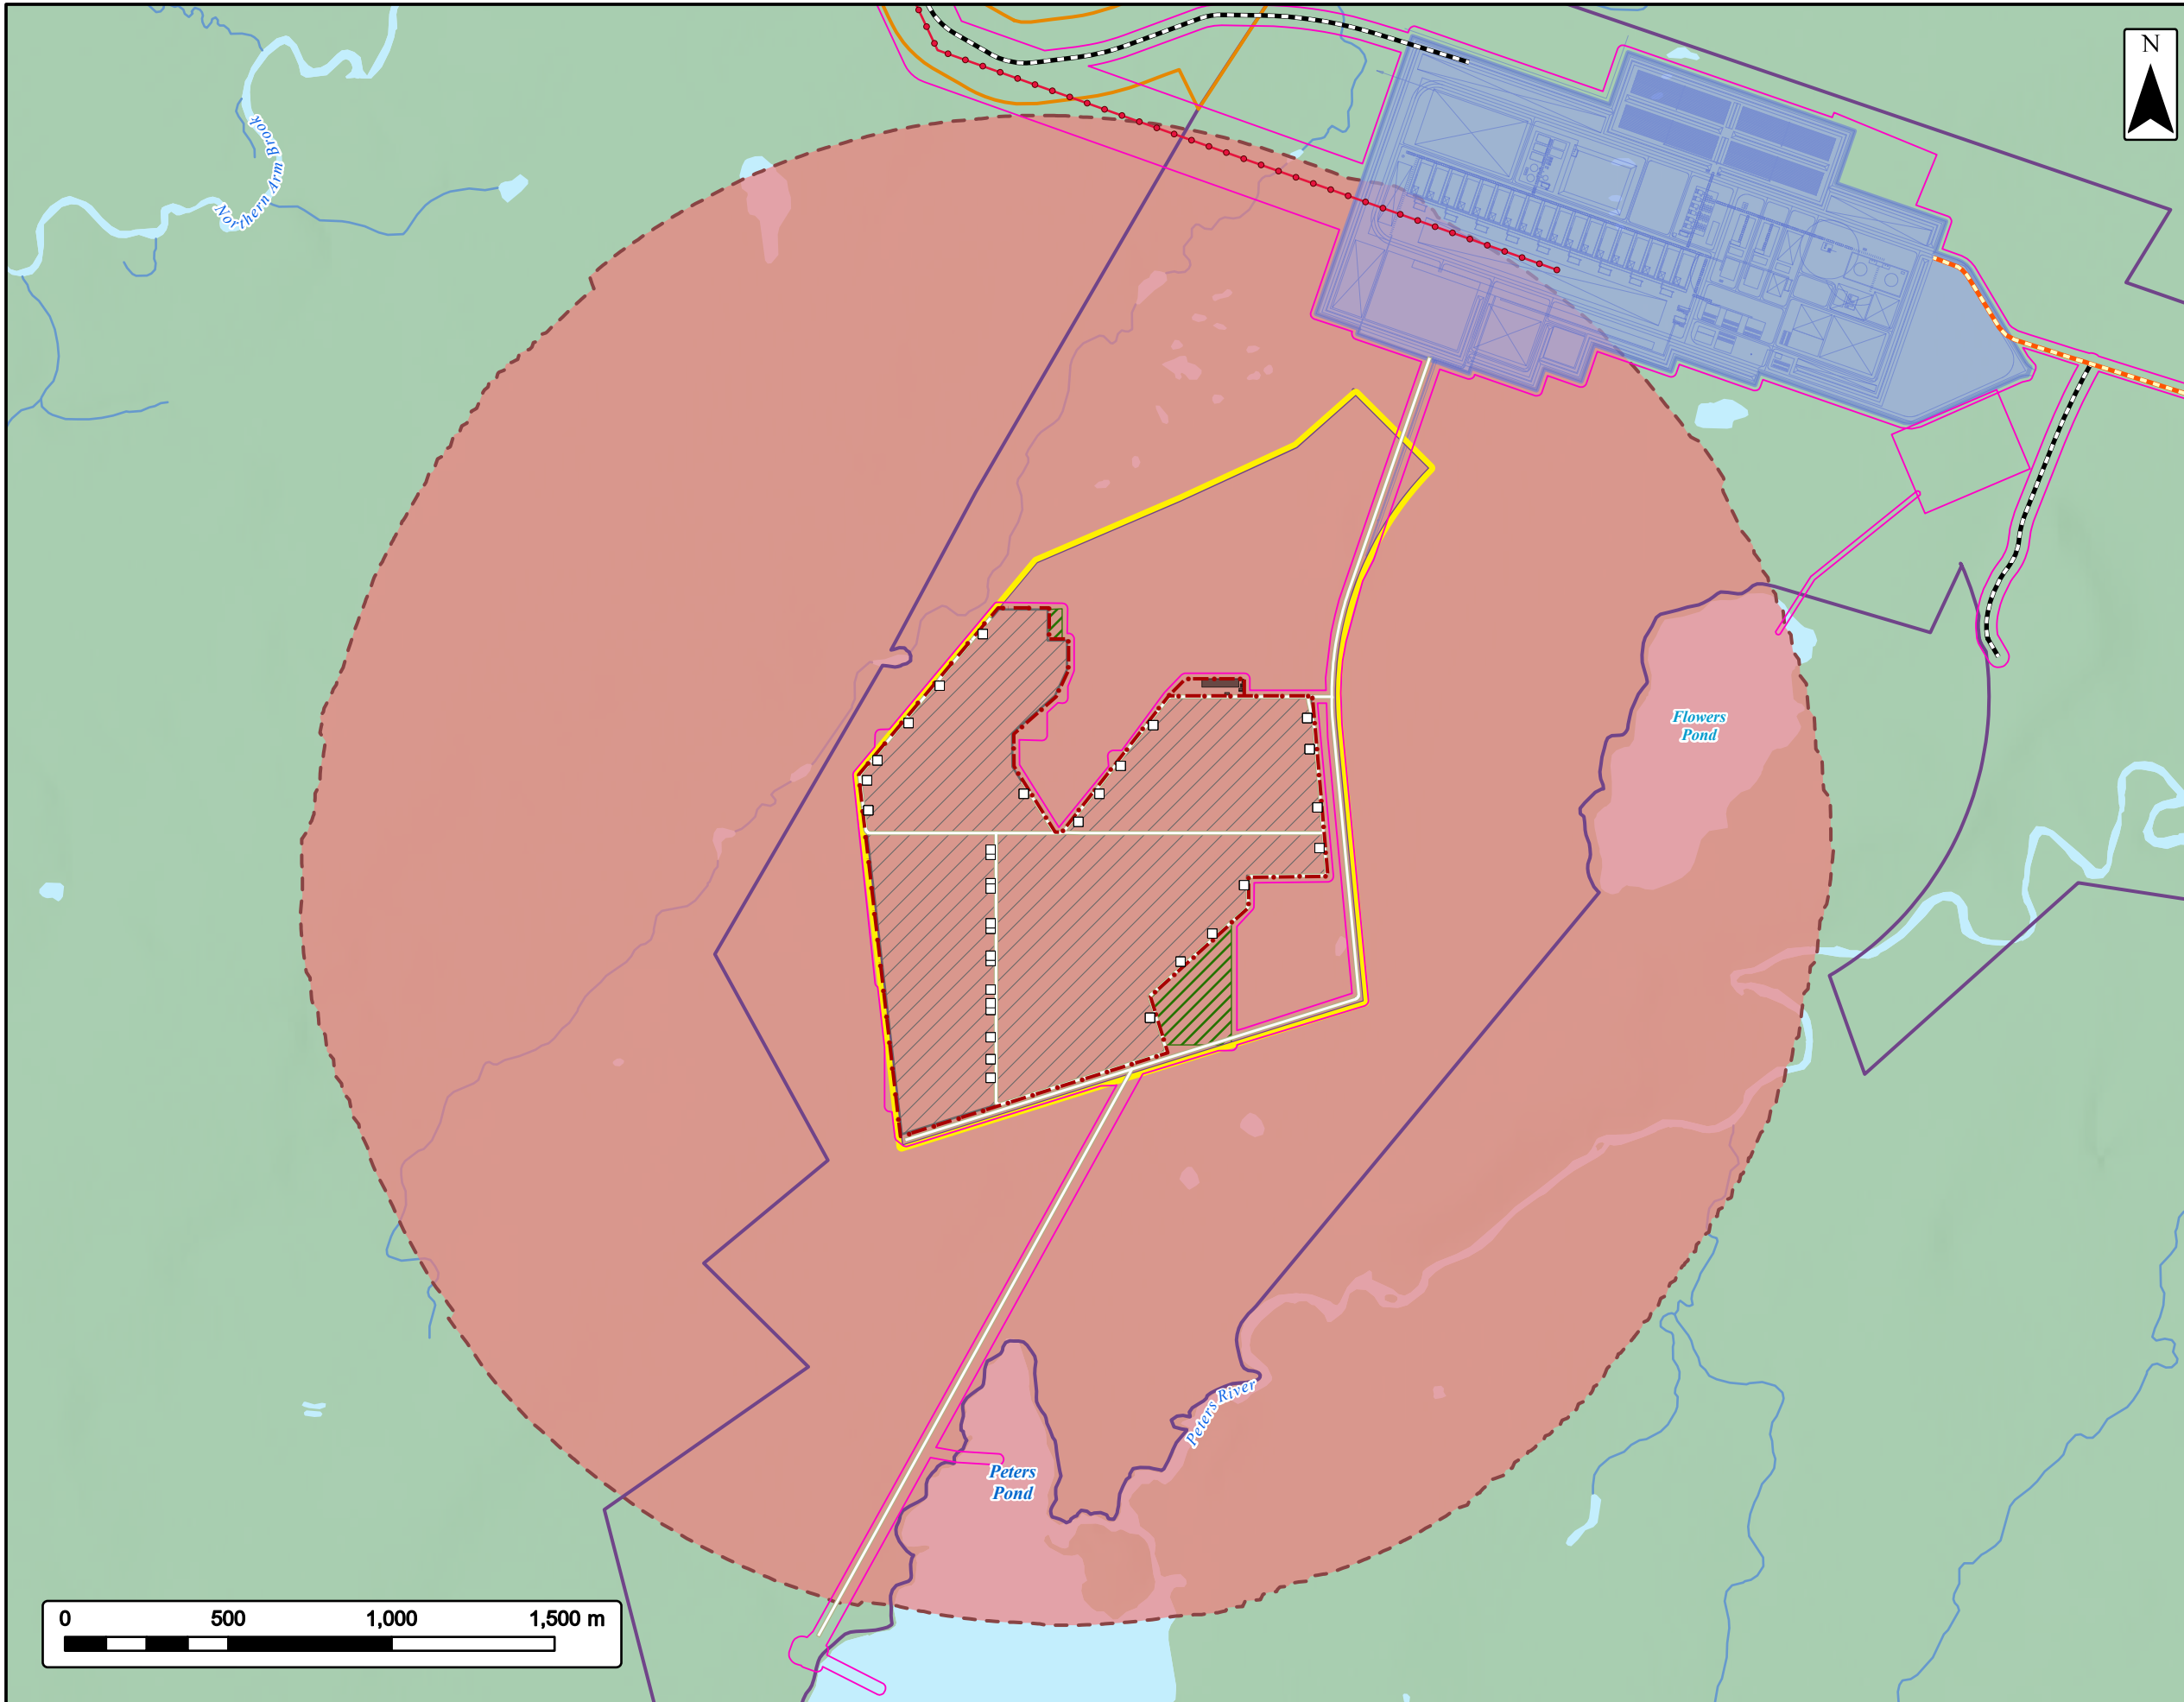 N
Northern Arm Brook
Flowers
Pond
Peters River
Peters
Pond
0 500 1,000 1,500 m